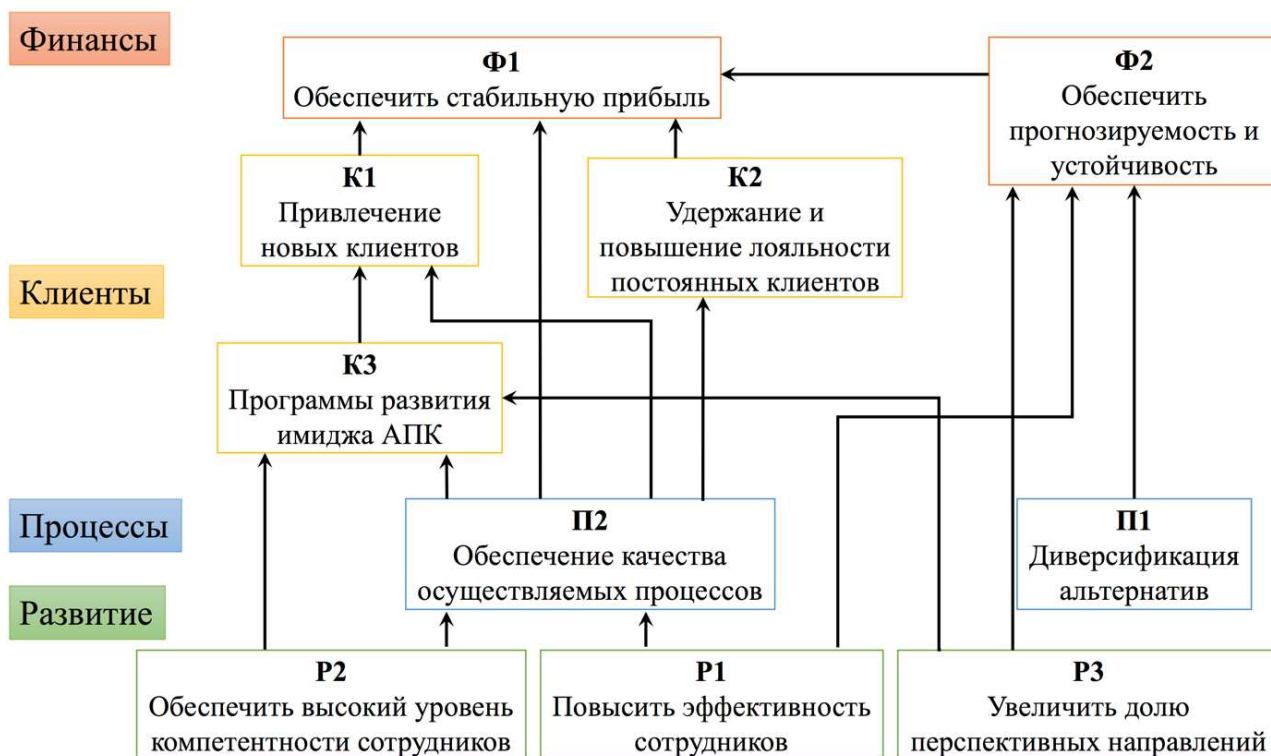 Финансы
Ф1
Обеспечить стабильную прибыль
Ф2
Обеспечить
прогнозируемость и
устойчивость
К1
Привлечение
новых клиентов
К2
Удержание и
повышение лояльности
постоянных клиентов
Клиенты
К3
Программы развития
имиджа АПК
Процессы
П2
Обеспечение качества
осуществляемых процессов
П1
Диверсификация
альтернатив
Развитие
Р2
Обеспечить высокий уровень
компетентности сотрудников
Р1
Повысить эффективность
сотрудников
Р3
Увеличить долю
перспективных направлений